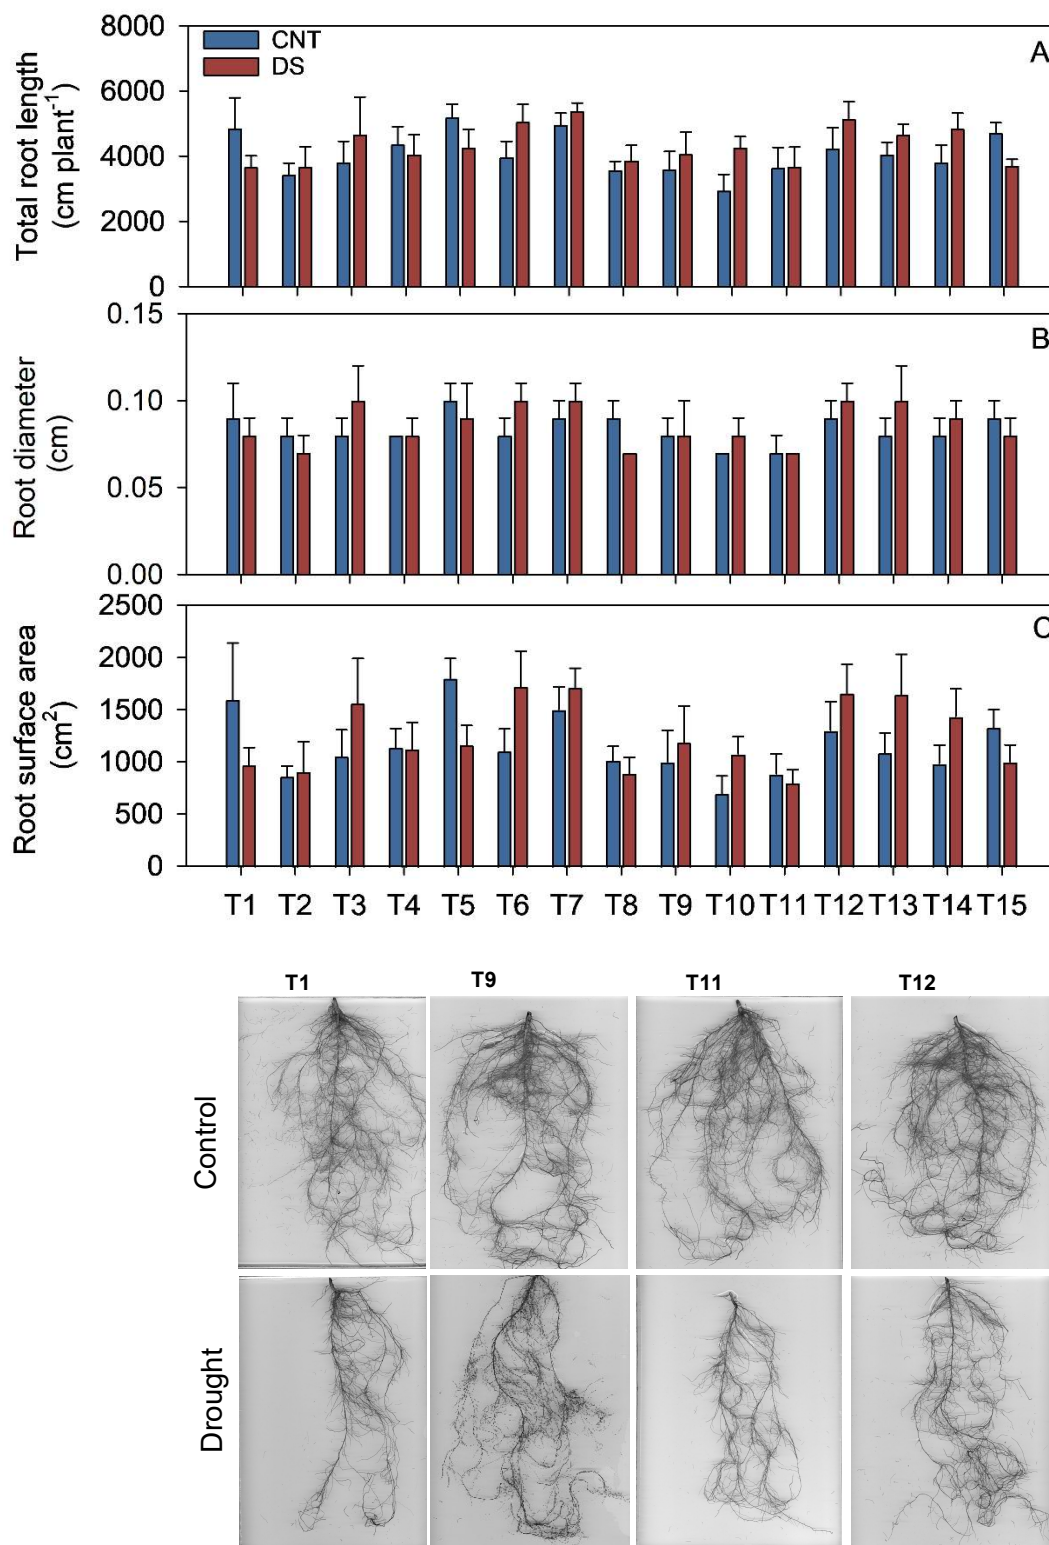 8000
CNT
DS
A
6000
4000
2000
0
Total root length
(cm plant⁻¹)
0.15
B
0.10
0.05
0.00
Root diameter
(cm)
2500
C
2000
1500
1000
500
0
Root surface area
(cm²)
T1 T2 T3 T4 T5 T6 T7 T8 T9 T10 T11 T12 T13 T14 T15
T1 T9 T11 T12
Control
Drought